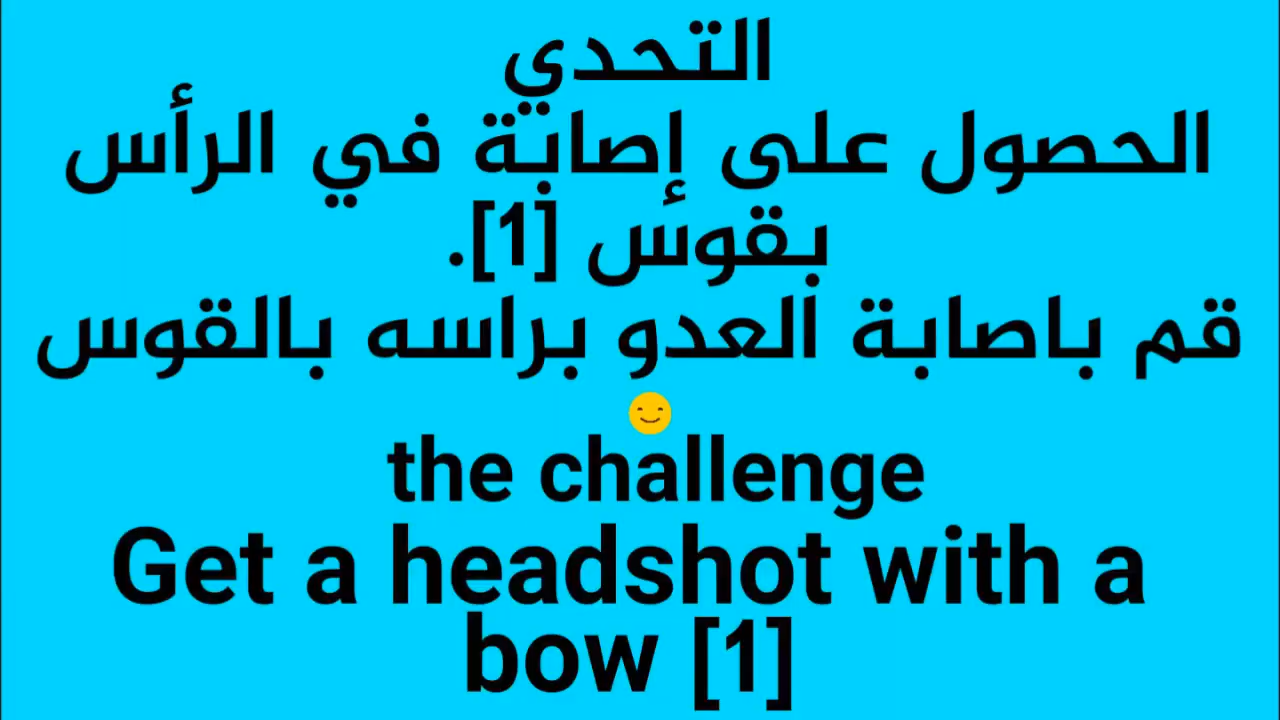 التحدي
الحصول على إصابة في الرأس
بقوس [1].
قم باصابة العدو براسه بالقوس
😊
the challenge
Get a headshot with a
bow [1]